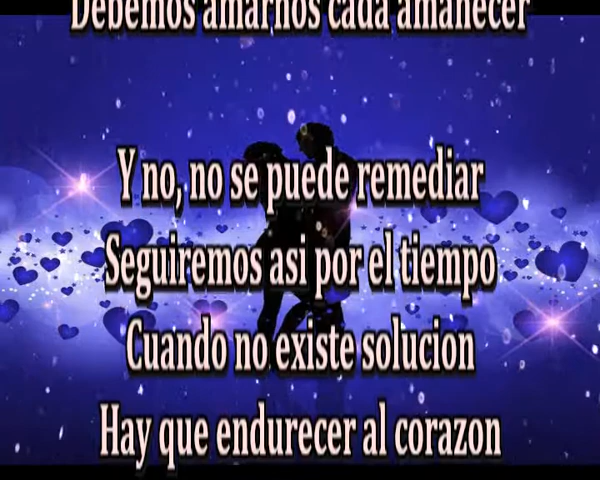 Debemos amarnos cada amanecer
Y no, no se puede remediar
Seguiremos asi por el tiempo
Cuando no existe solucion
Hay que endurecer al corazon